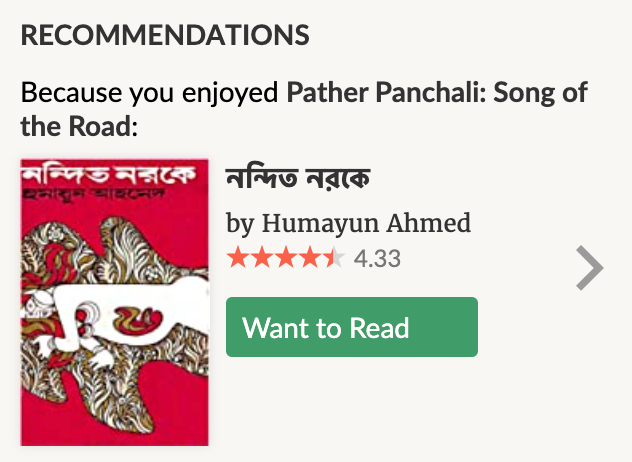 RECOMMENDATIONS
Because you enjoyed Pather Panchali: Song of
the Road:
নন্দিত নরকে
হুমায়ূন আহমেদ
নন্দিত নরকে
by Humayun Ahmed
4.33
Want to Read